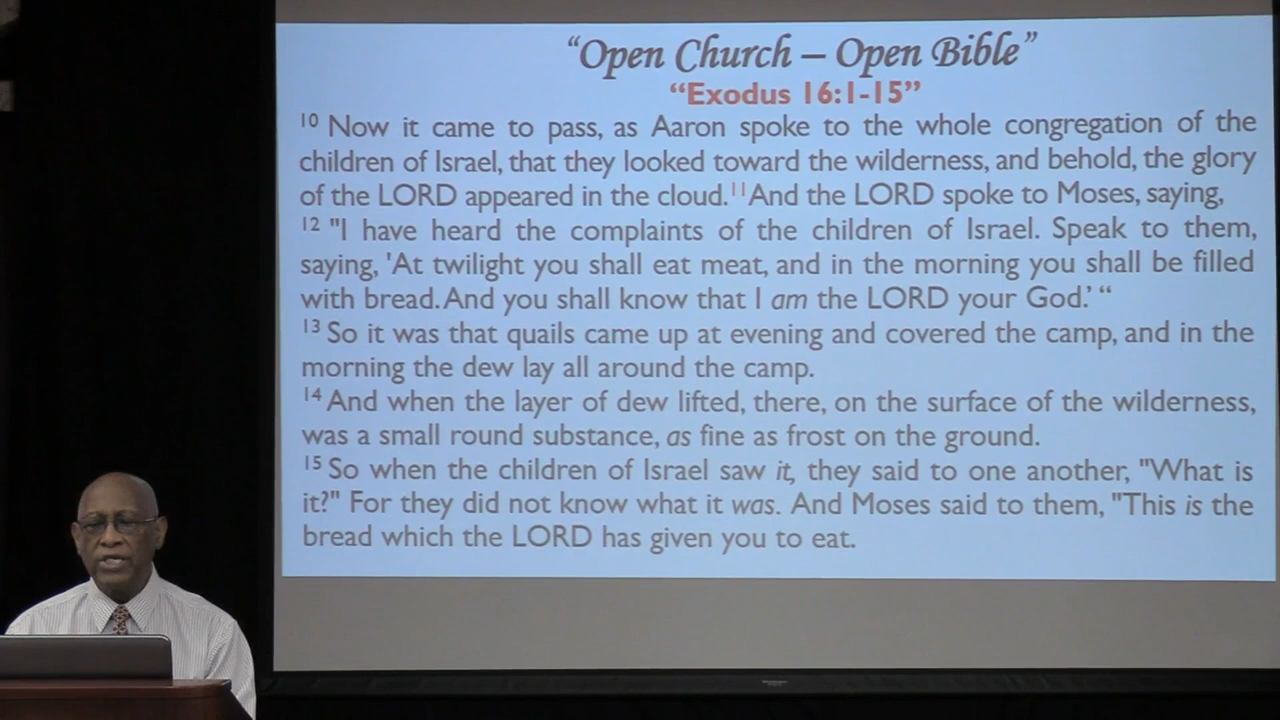 “Open Church – Open Bible”
“Exodus 16:1-15”
10 Now it came to pass, as Aaron spoke to the whole congregation of the
children of Israel, that they looked toward the wilderness, and behold, the glory
of the LORD appeared in the cloud. 11 And the LORD spoke to Moses, saying,
12 "I have heard the complaints of the children of Israel. Speak to them,
saying, 'At twilight you shall eat meat, and in the morning you shall be filled
with bread. And you shall know that I am the LORD your God.’ “
13 So it was that quails came up at evening and covered the camp, and in the
morning the dew lay all around the camp.
14 And when the layer of dew lifted, there, on the surface of the wilderness,
was a small round substance, as fine as frost on the ground.
15 So when the children of Israel saw it, they said to one another, "What is
it?" For they did not know what it was. And Moses said to them, "This is the
bread which the LORD has given you to eat.